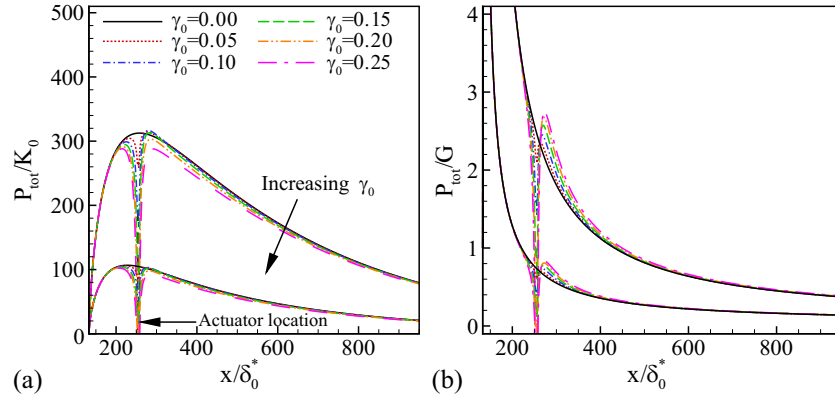 500
400
300
200
100
0
P_tot/K_0
γ_0=0.00
γ_0=0.05
γ_0=0.10
γ_0=0.15
γ_0=0.20
γ_0=0.25
Increasing γ_0
Actuator location
200 400 600 800
x/δ_0^*
(a)
4
3
2
1
0
P_tot/G
200 400 600 800
x/δ_0^*
(b)